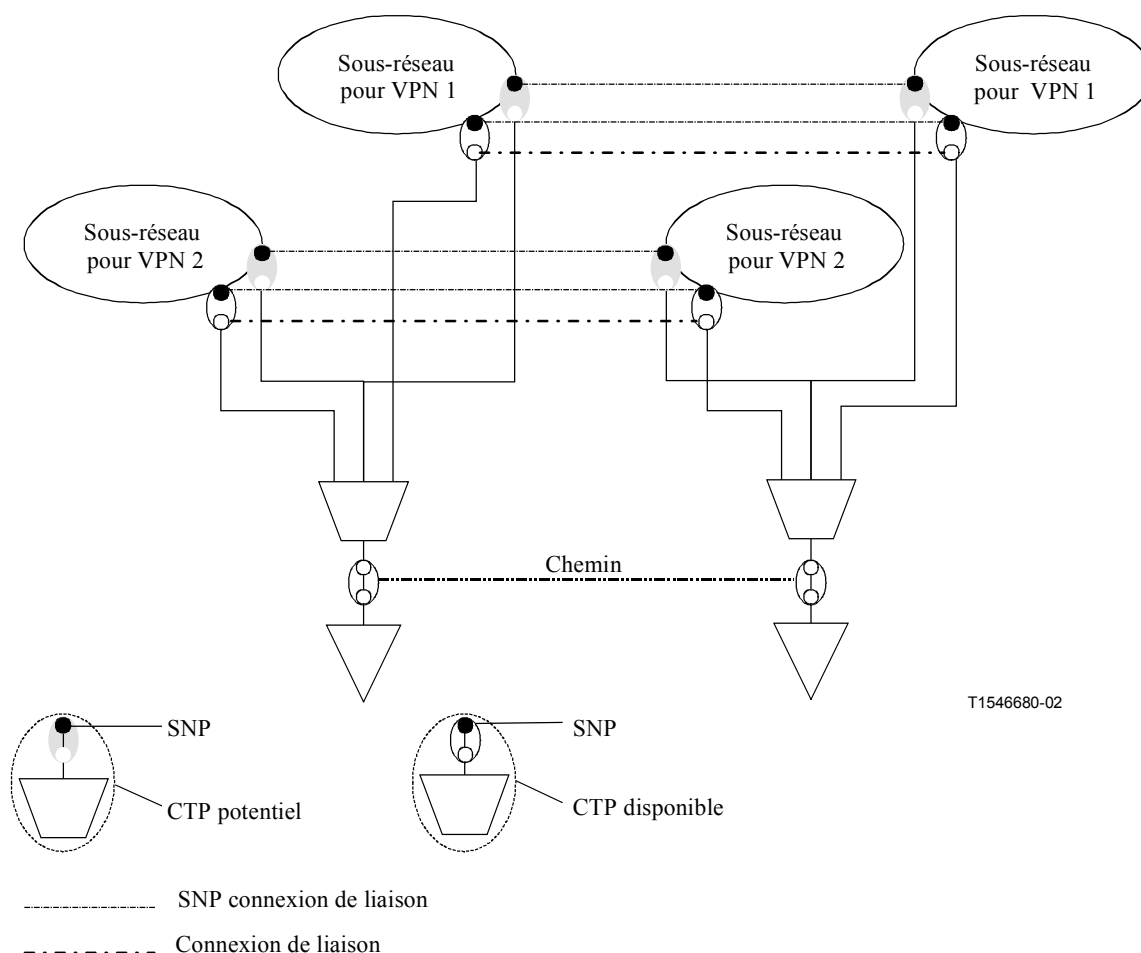 Sous-réseau
pour VPN 1
Sous-réseau
pour VPN 1
Sous-réseau
pour VPN 2
Sous-réseau
pour VPN 2
Chemin
T1546680-02
SNP
SNP
CTP potentiel
CTP disponible
SNP connexion de liaison
Connexion de liaison